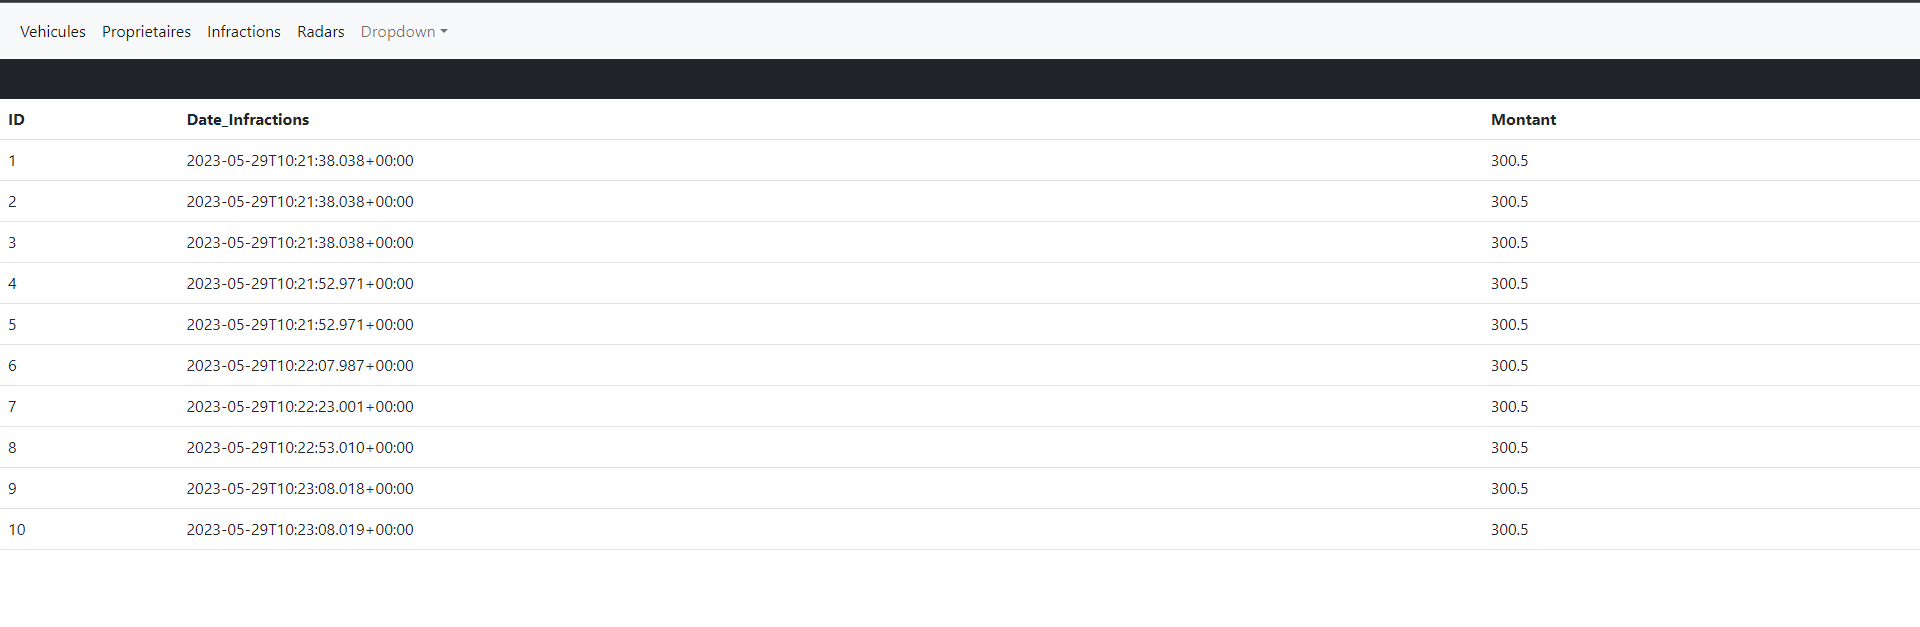 Vehicules Proprietaires Infractions Radars Dropdown
ID Date_Infractions Montant
1 2023-05-29T10:21:38.038+00:00 300.5
2 2023-05-29T10:21:38.038+00:00 300.5
3 2023-05-29T10:21:38.038+00:00 300.5
4 2023-05-29T10:21:52.971+00:00 300.5
5 2023-05-29T10:21:52.971+00:00 300.5
6 2023-05-29T10:22:07.987+00:00 300.5
7 2023-05-29T10:22:23.001+00:00 300.5
8 2023-05-29T10:22:53.010+00:00 300.5
9 2023-05-29T10:23:08.018+00:00 300.5
10 2023-05-29T10:23:08.019+00:00 300.5